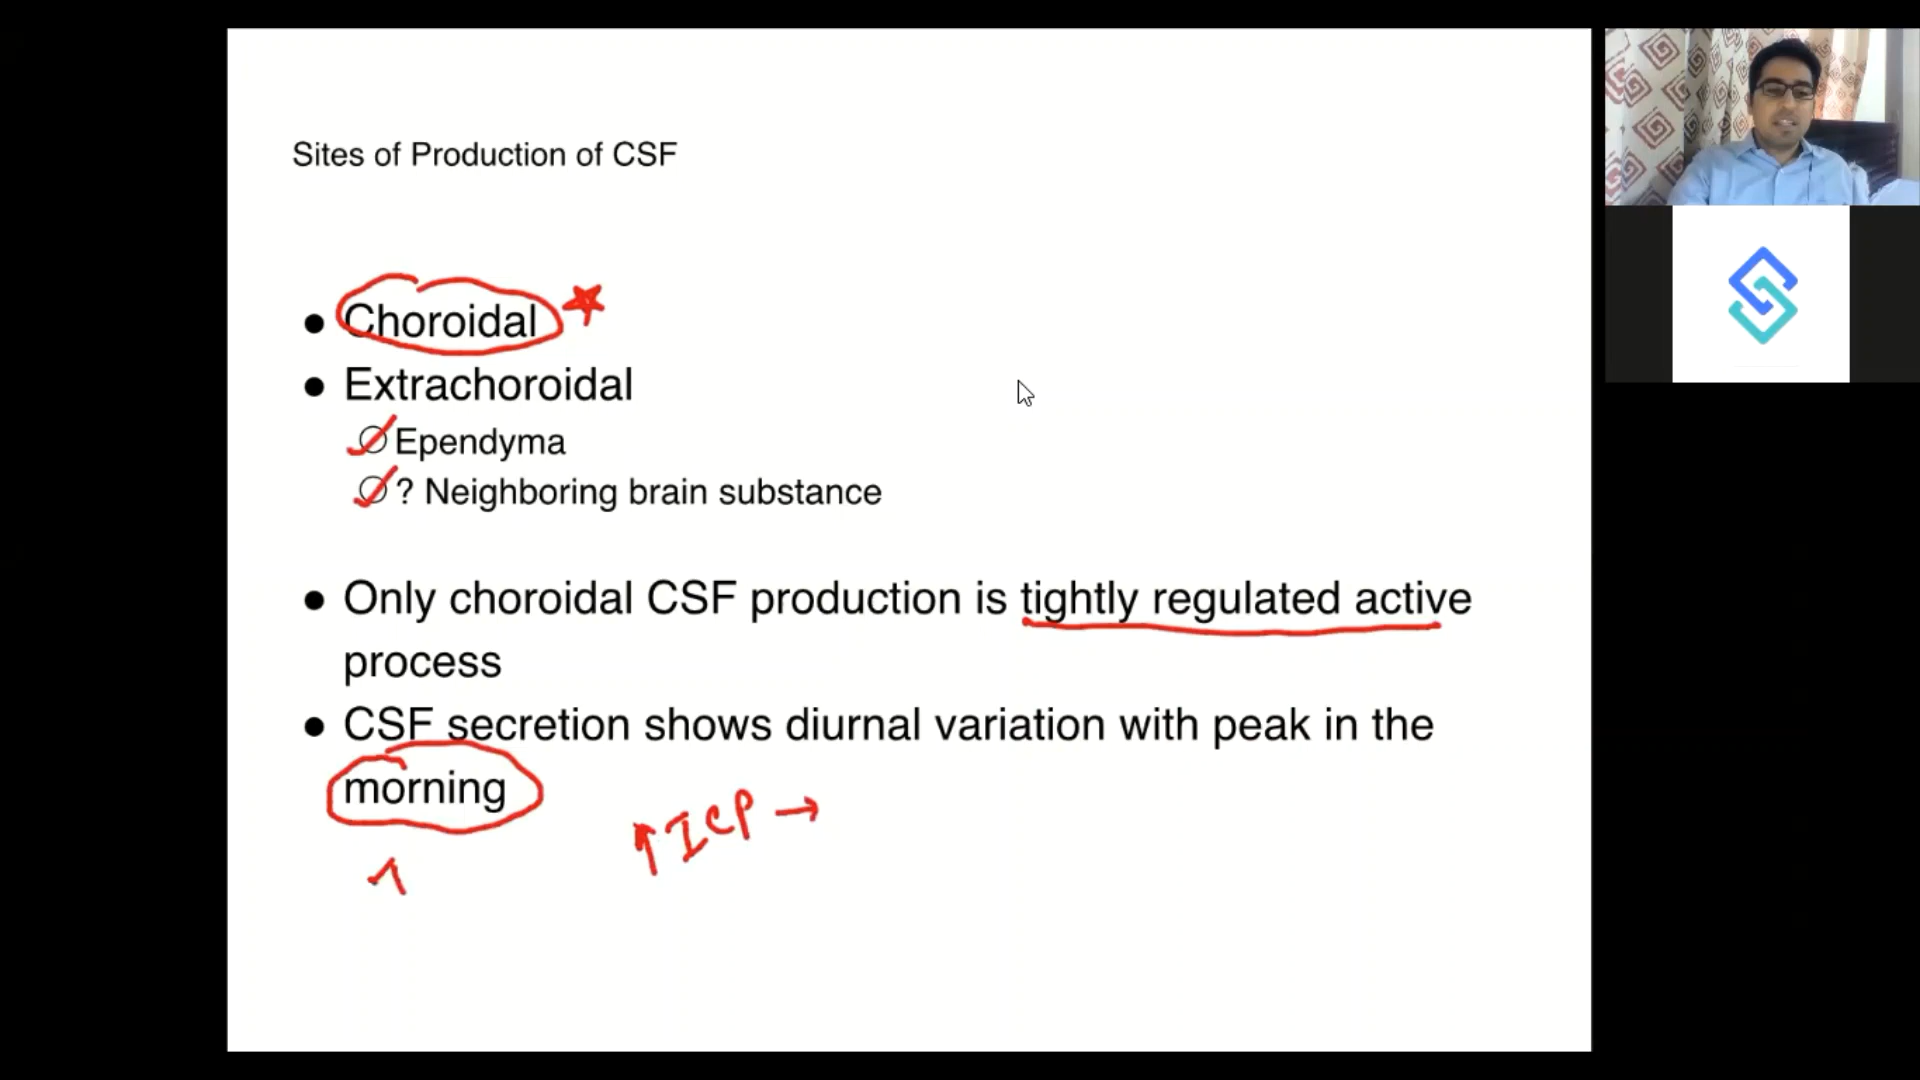 Sites of Production of CSF
● Choroidal
● Extrachoroidal
Ependyma
? Neighboring brain substance
● Only choroidal CSF production is tightly regulated active
process
● CSF secretion shows diurnal variation with peak in the
morning
↑ICP →